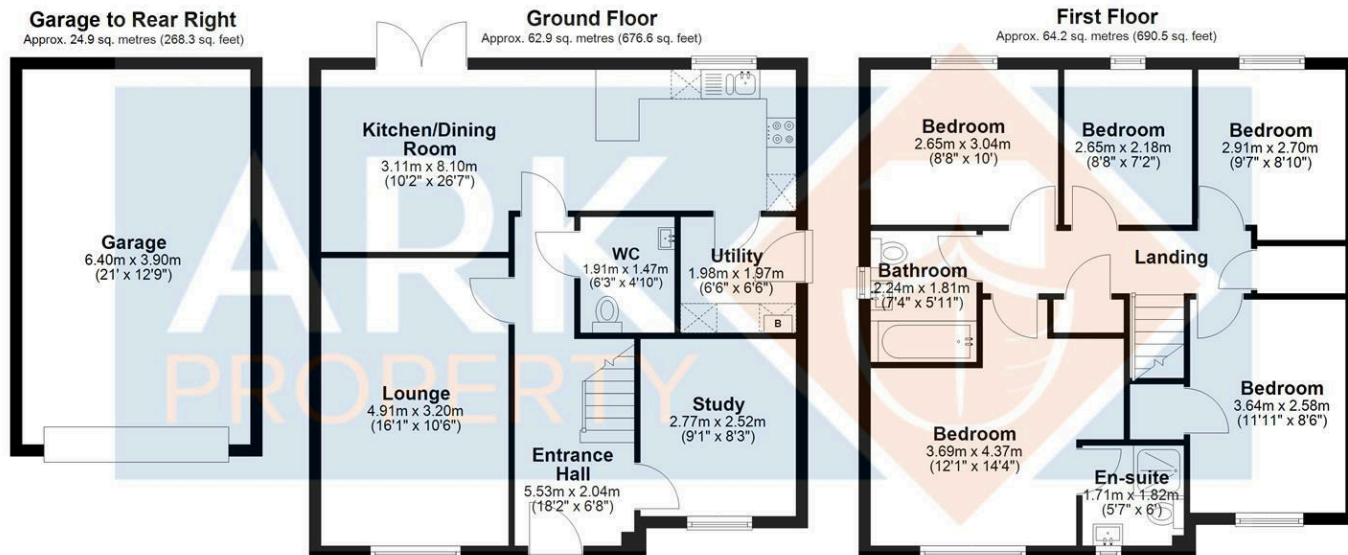 Garage to Rear Right
Approx. 24.9 sq. metres (268.3 sq. feet)
Garage
6.40m x 3.90m
(21' x 12'9")
Ground Floor
Approx. 62.9 sq. metres (676.6 sq. feet)
Kitchen/Dining
Room
3.11m x 8.10m
(10'2" x 26'7")
WC
1.91m x 1.47m
(6'3" x 4'10")
Utility
1.98m x 1.97m
(6'6" x 6'6")
B
Lounge
4.91m x 3.20m
(16'1" x 10'6")
Study
2.77m x 2.52m
(9'1" x 8'3")
Entrance
Hall
5.53m x 2.04m
(18'2" x 6'8")
First Floor
Approx. 64.2 sq. metres (690.5 sq. feet)
Bedroom
2.65m x 3.04m
(8'8" x 10')
Bedroom
2.65m x 2.18m
(8'8" x 7'2")
Bedroom
2.91m x 2.70m
(9'7" x 8'10")
Bathroom
2.24m x 1.81m
(7'4" x 5'11")
Landing
Bedroom
3.69m x 4.37m
(12'1" x 14'4")
En-suite
1.71m x 1.82m
(5'7" x 6')
Bedroom
3.64m x 2.58m
(11'11" x 8'6")
ARK
PROPERTY